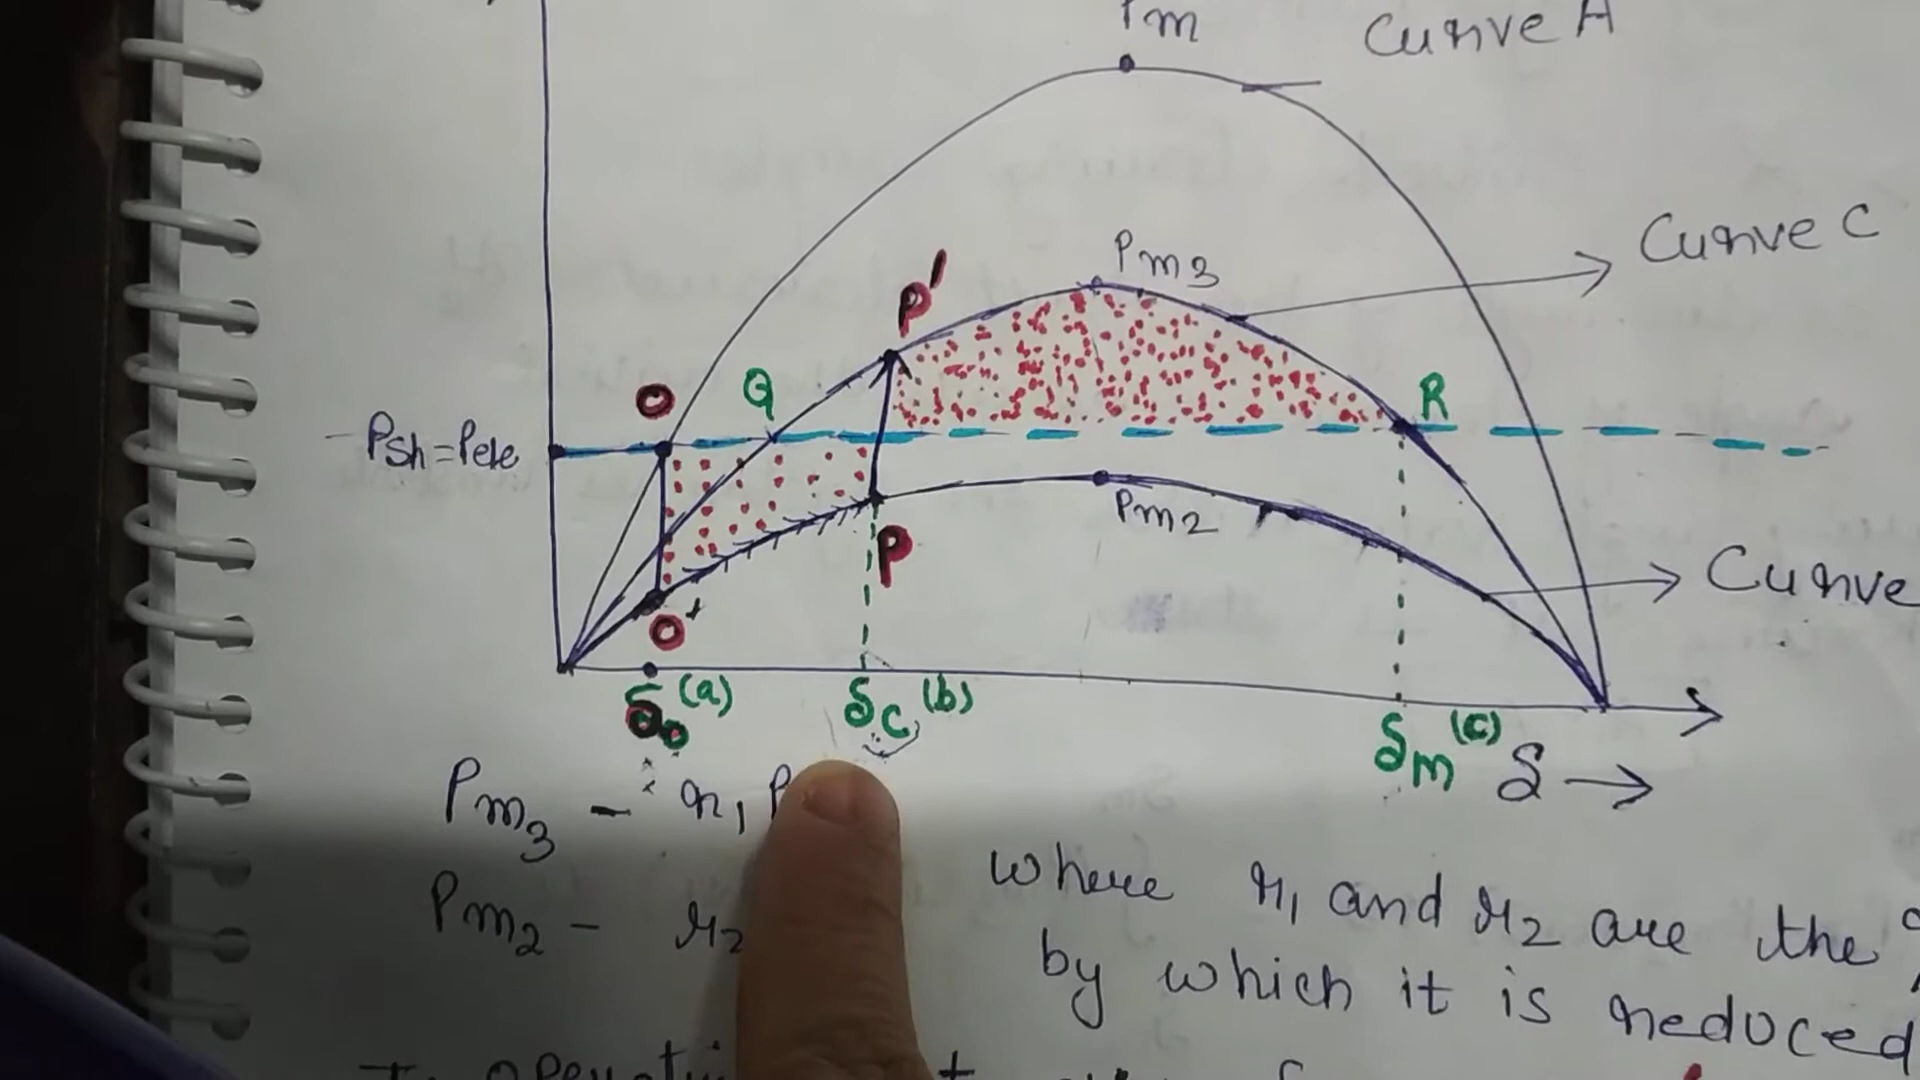 Pm
Curve A
Curve C
Pm3
P'
O
Q
R
Psh=Pele
Pm2
P
Curve
O'
δo (a)
δc (b)
δm (c)
δ →
Pm3 - r1 P
where r1 and r2 are the
Pm2 - r2
by which it is reduced